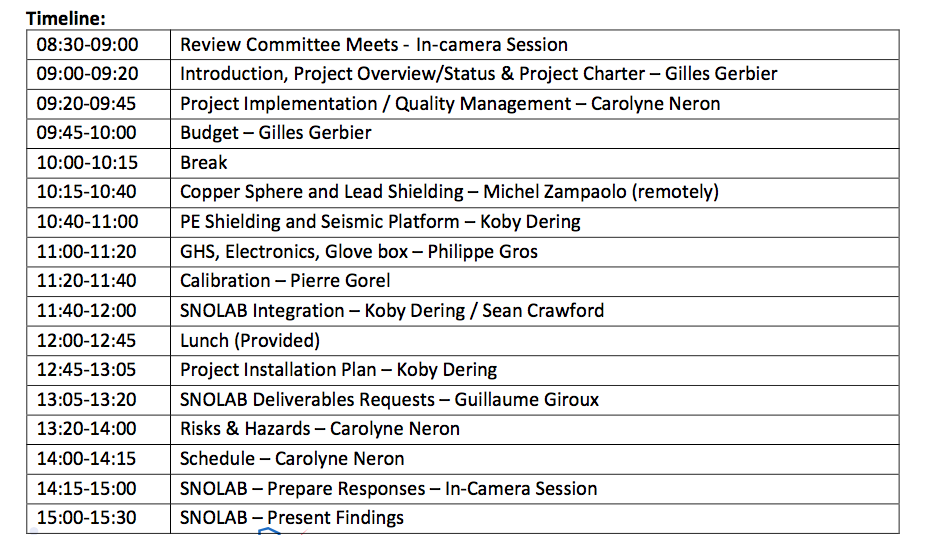 Timeline:
08:30-09:00 Review Committee Meets - In-camera Session
09:00-09:20 Introduction, Project Overview/Status & Project Charter – Gilles Gerbier
09:20-09:45 Project Implementation / Quality Management – Carolyne Neron
09:45-10:00 Budget – Gilles Gerbier
10:00-10:15 Break
10:15-10:40 Copper Sphere and Lead Shielding – Michel Zampaolo (remotely)
10:40-11:00 PE Shielding and Seismic Platform – Koby Dering
11:00-11:20 GHS, Electronics, Glove box – Philippe Gros
11:20-11:40 Calibration – Pierre Gorel
11:40-12:00 SNOLAB Integration – Koby Dering / Sean Crawford
12:00-12:45 Lunch (Provided)
12:45-13:05 Project Installation Plan – Koby Dering
13:05-13:20 SNOLAB Deliverables Requests – Guillaume Giroux
13:20-14:00 Risks & Hazards – Carolyne Neron
14:00-14:15 Schedule – Carolyne Neron
14:15-15:00 SNOLAB – Prepare Responses – In-Camera Session
15:00-15:30 SNOLAB – Present Findings